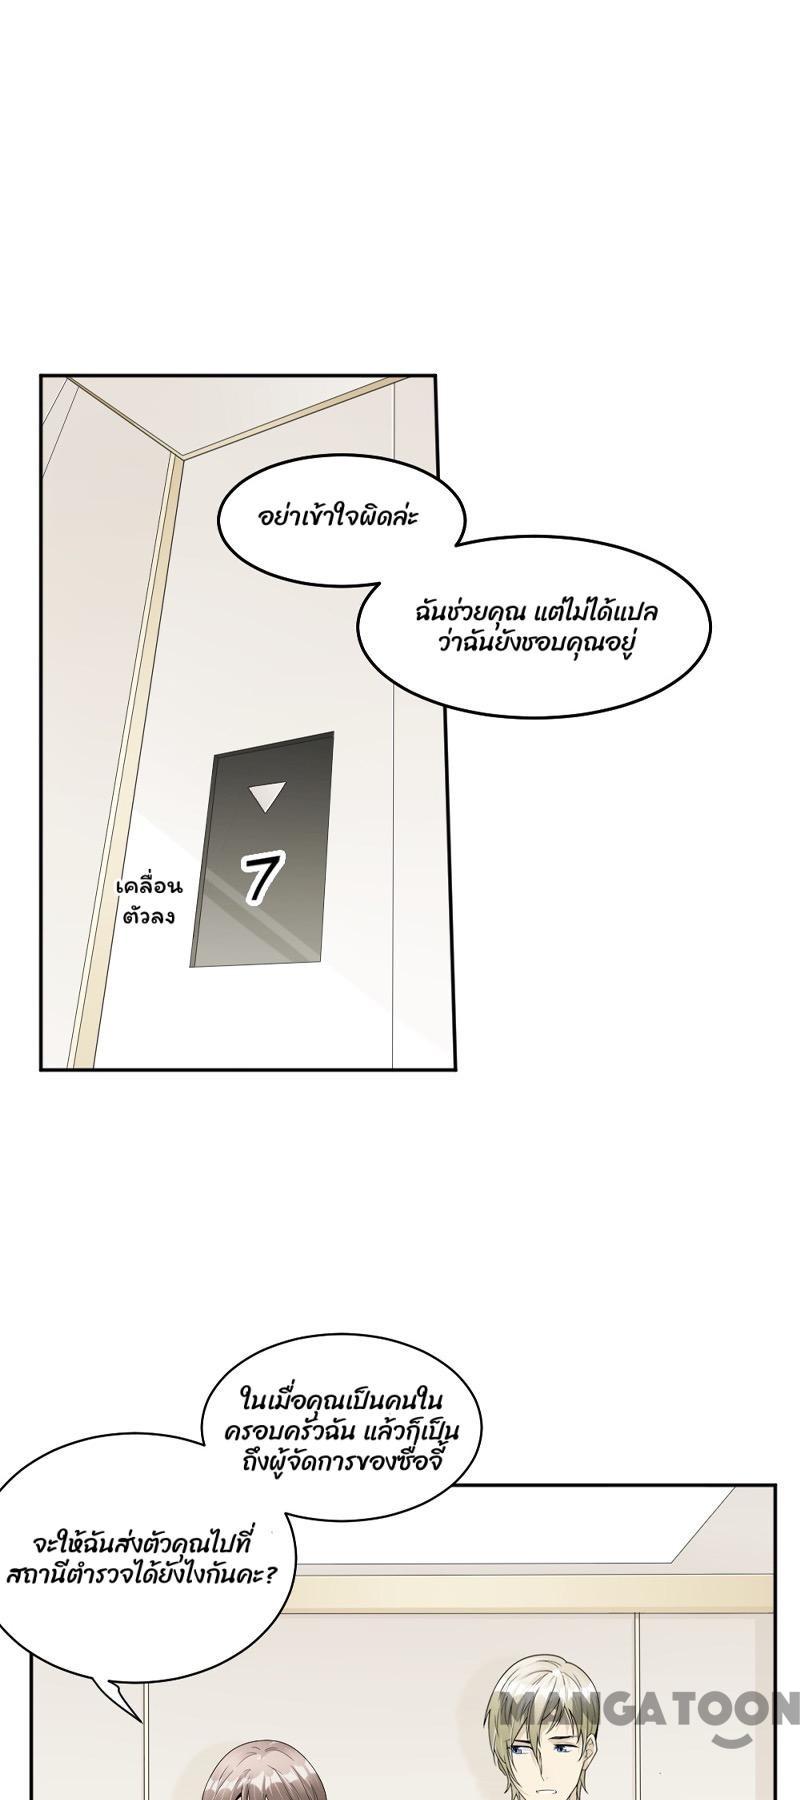 อย่าเข้าใจผิดล่ะ
ฉันช่วยคุณ แต่ไม่ได้แปล
ว่าฉันยังชอบคุณอยู่
7
เคลื่อน
ตัวลง
ในเมื่อคุณเป็นคนใน
ครอบครัวฉัน แล้วก็เป็น
ถึงผู้จัดการของซือจี้
จะให้ฉันส่งตัวคุณไปที่
สถานีตำรวจได้ยังไงกันคะ?
MANGATOON